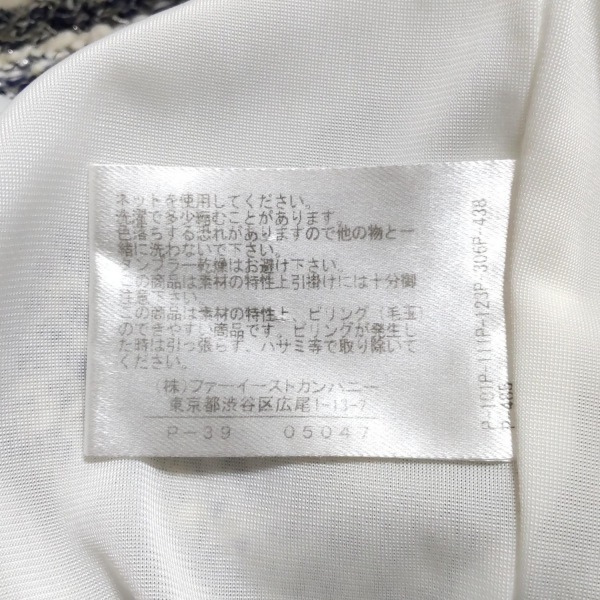 ネットを使用してください。
洗濯で多少縮むことがあります。
色落ちする恐れがありますので他の物と一
緒に洗わないで下さい。
タンブラー乾燥はお避け下さい。
この商品は素材の特性上引掛けには十分御
注意下さい。
この商品は素材の特性上、ピリング（毛玉）
のできやすい商品です。ピリングが発生し
た時は引っ張らず、ハサミ等で取り除いて
ください。
(株)ファーイーストカンパニー
東京都渋谷区広尾1-13-7
P-39 05047
P-101P-111P-123P-306P-438
P-485